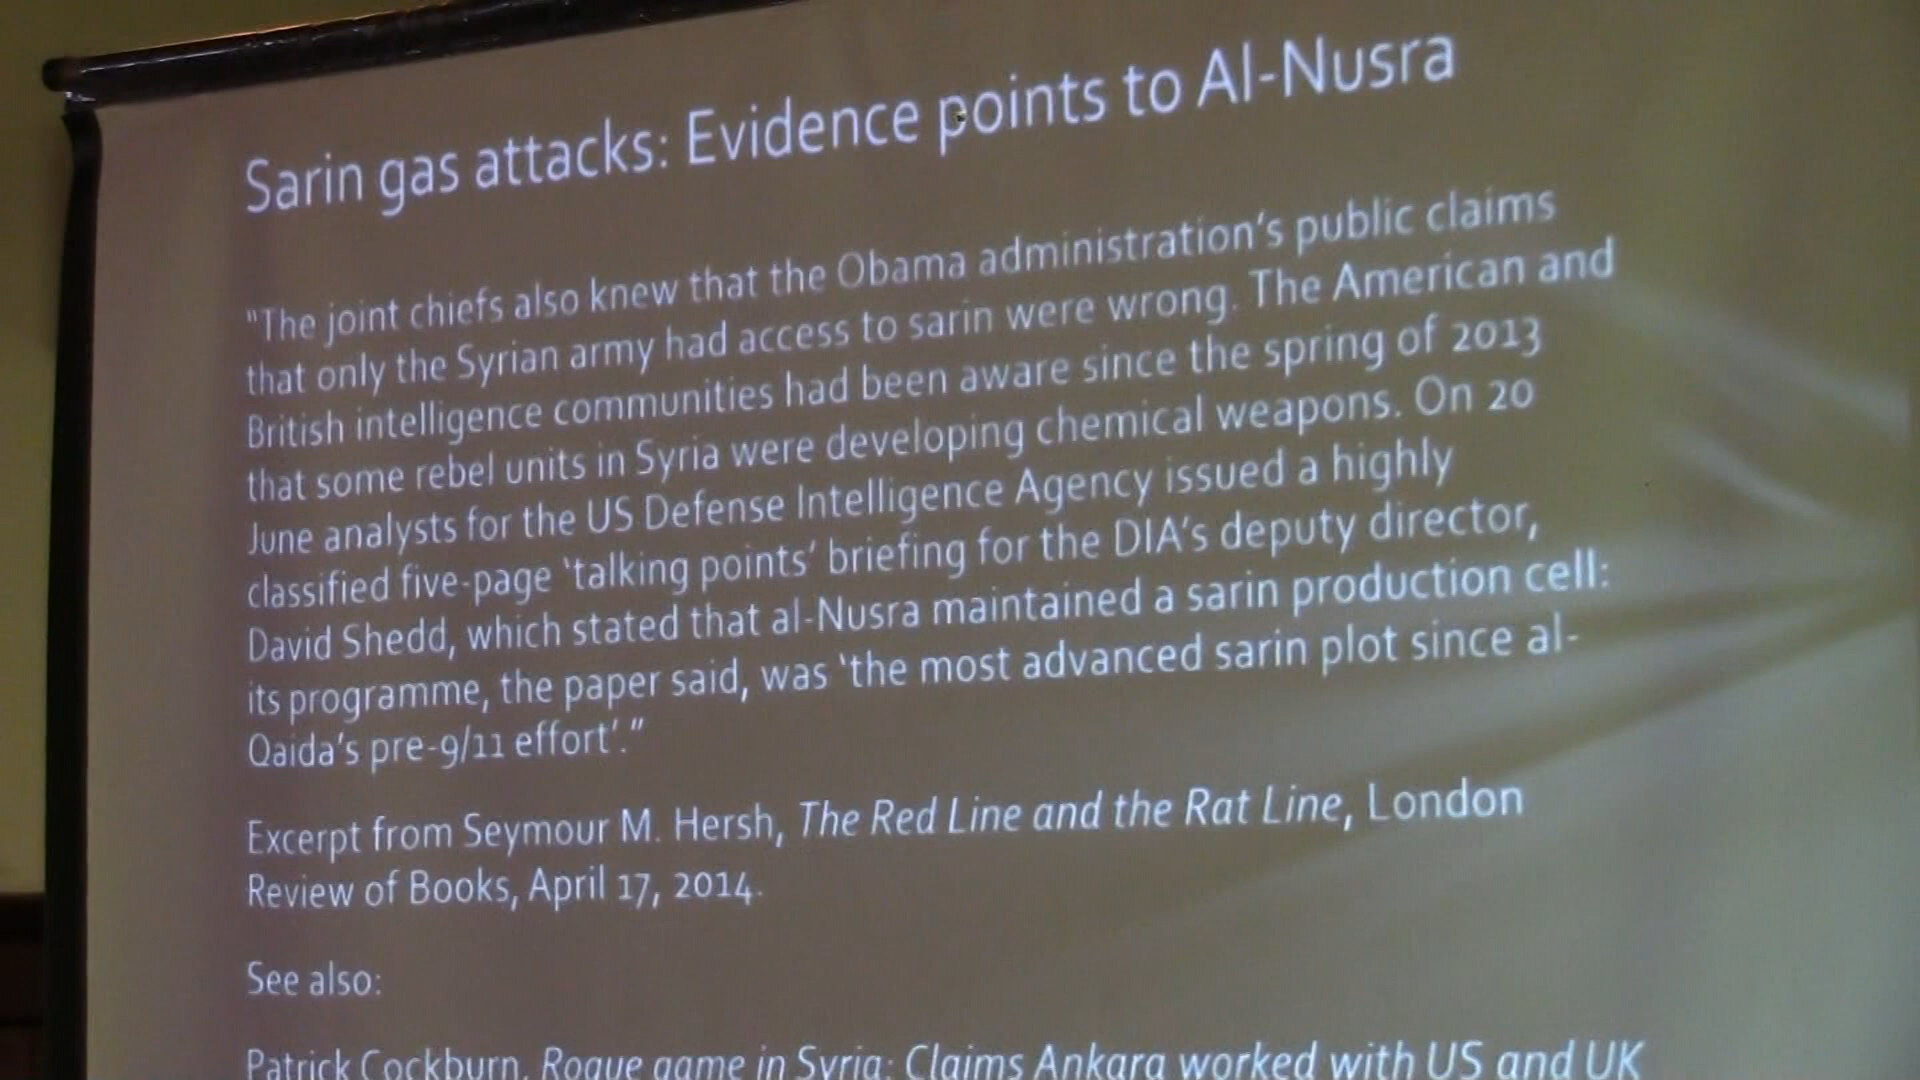 Sarin gas attacks: Evidence points to Al-Nusra
"The joint chiefs also knew that the Obama administration's public claims
that only the Syrian army had access to sarin were wrong. The American and
British intelligence communities had been aware since the spring of 2013
that some rebel units in Syria were developing chemical weapons. On 20
June analysts for the US Defense Intelligence Agency issued a highly
classified five-page 'talking points' briefing for the DIA's deputy director,
David Shedd, which stated that al-Nusra maintained a sarin production cell:
its programme, the paper said, was 'the most advanced sarin plot since al-
Qaida's pre-9/11 effort'."
Excerpt from Seymour M. Hersh, The Red Line and the Rat Line, London
Review of Books, April 17, 2014.
See also:
Patrick Cockburn, Rogue game in Syria: Claims Ankara worked with US and UK